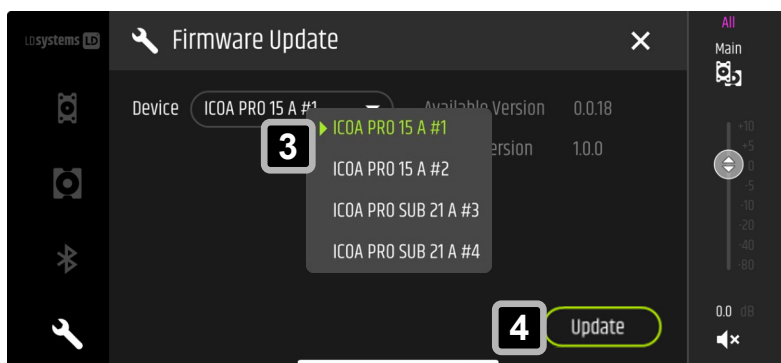 LD systems LD
Firmware Update
All
Main
Device
ICOA PRO 15 A #1
Available Version
0.0.18
ersion
1.0.0
3
ICOA PRO 15 A #1
ICOA PRO 15 A #2
ICOA PRO SUB 21 A #3
ICOA PRO SUB 21 A #4
4
Update
+10
+5
0
-5
-10
-20
-40
-80
0.0 dB